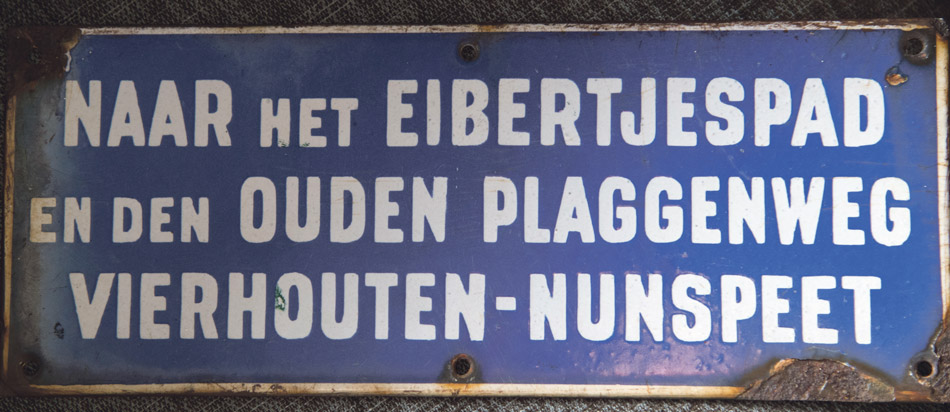 NAAR HET EIBERTJESPAD
EN DEN OUDEN PLAGGENWEG
VIERHOUTEN-NUNSPEET